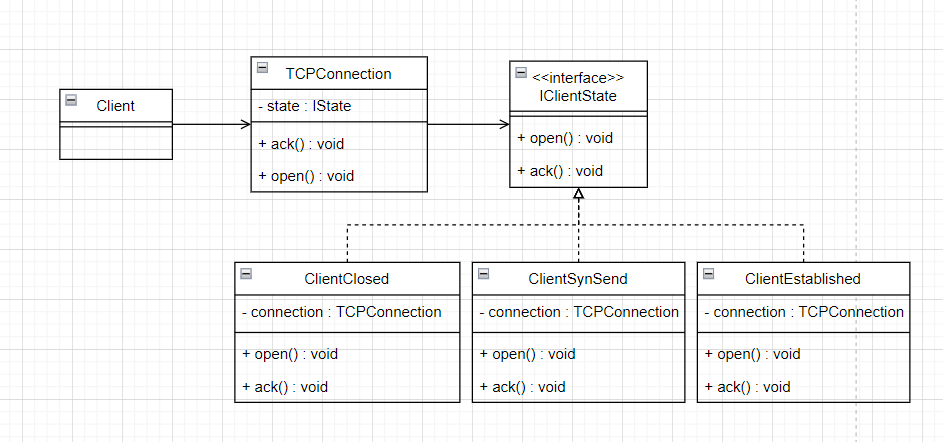 Client
TCPConnection
- state : IState
+ ack() : void
+ open() : void
<<interface>>
IClientState
+ open() : void
+ ack() : void
ClientClosed
- connection : TCPConnection
+ open() : void
+ ack() : void
ClientSynSend
- connection : TCPConnection
+ open() : void
+ ack() : void
ClientEstablished
- connection : TCPConnection
+ open() : void
+ ack() : void